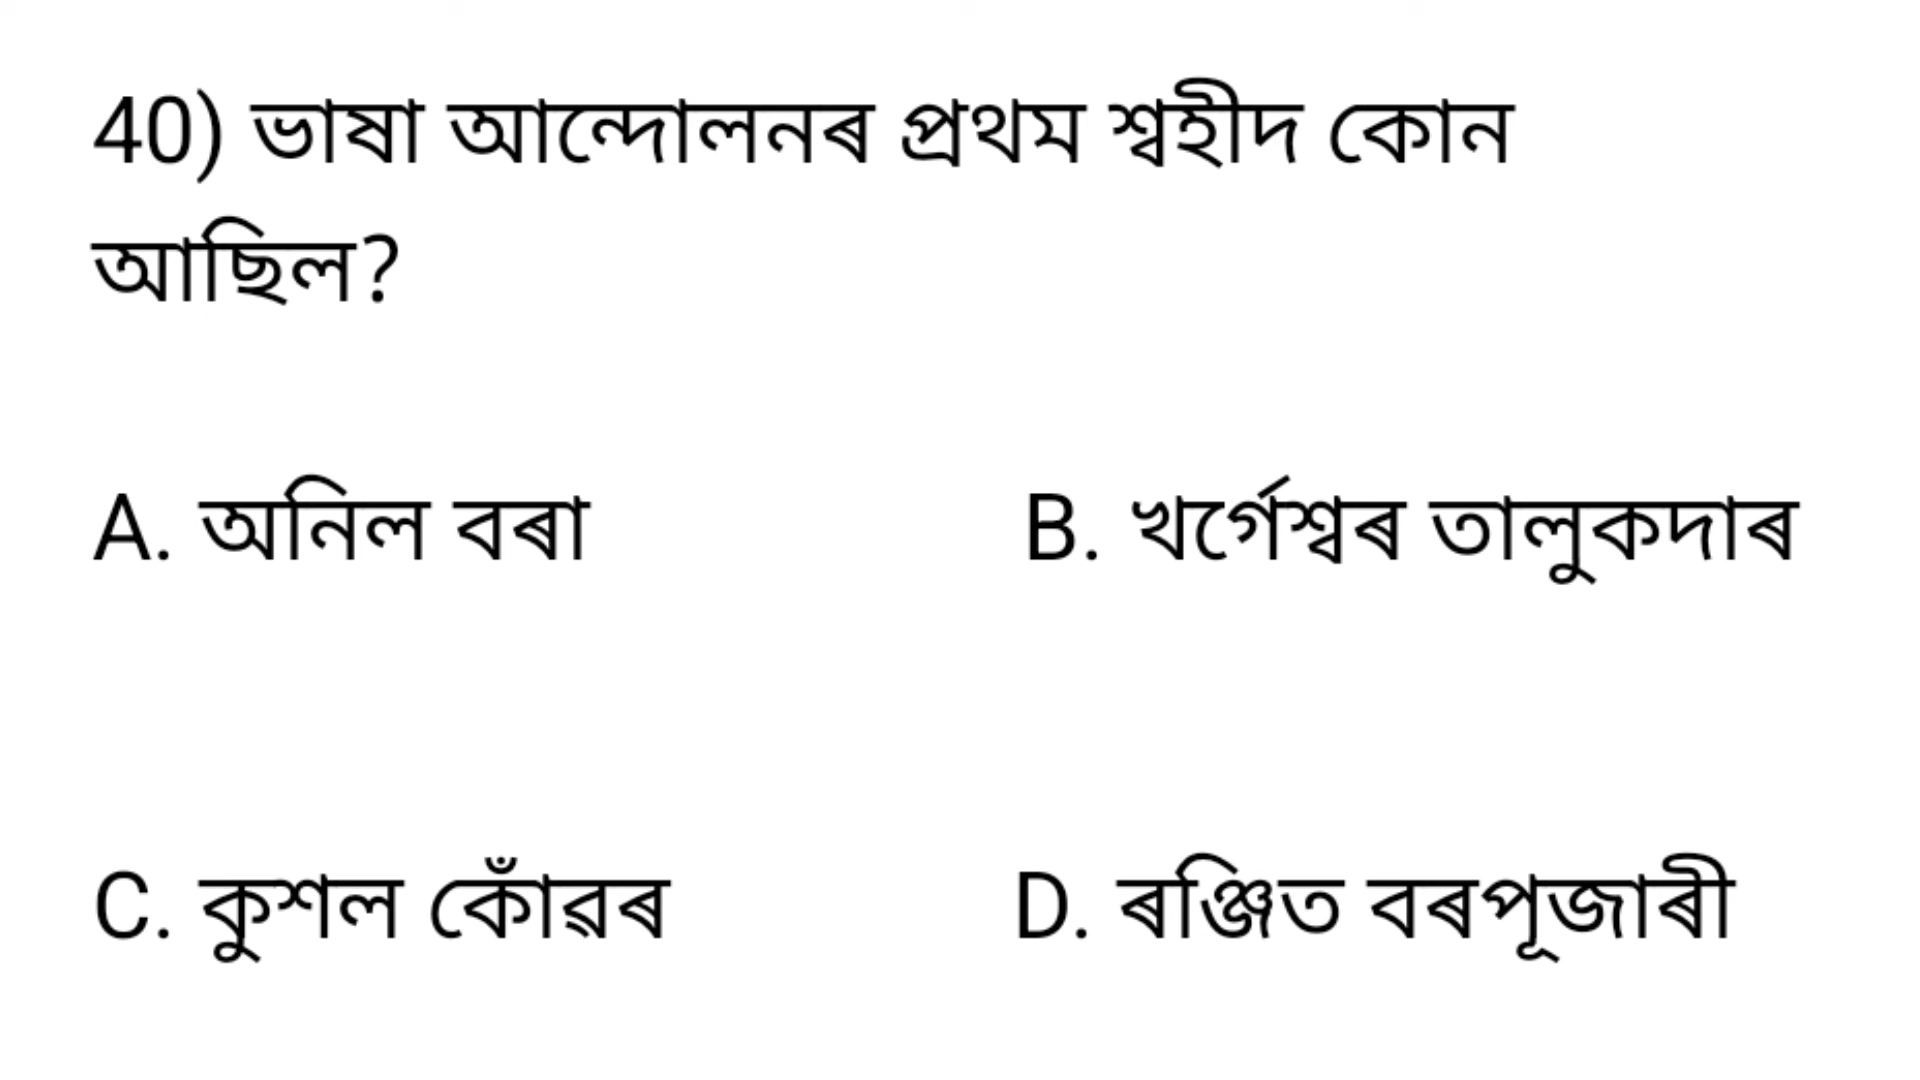 40) ভাষা আন্দোলনৰ প্ৰথম শ্বহীদ কোন
আছিল?
A. অনিল বৰা B. খৰ্গেশ্বৰ তালুকদাৰ
C. কুশল কোঁৱৰ D. ৰঞ্জিত বৰপূজাৰী